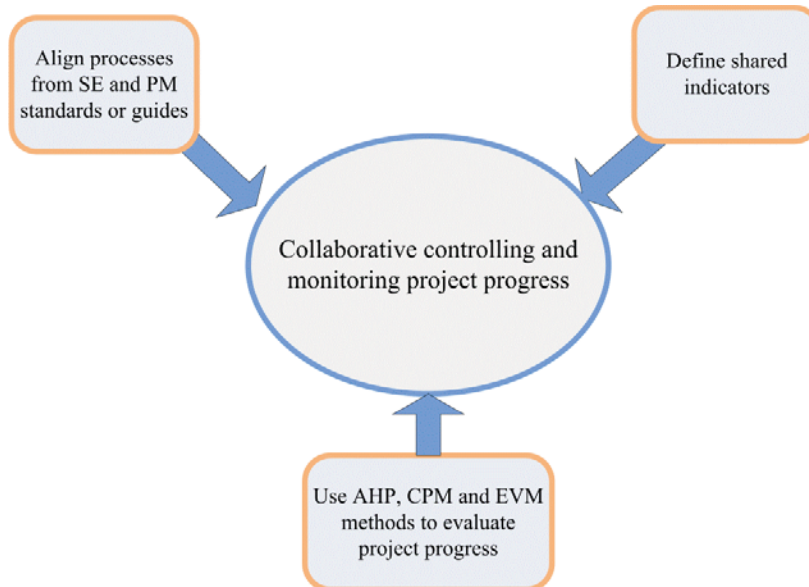 Align processes
from SE and PM
standards or guides
Define shared
indicators
Collaborative controlling and
monitoring project progress
Use AHP, CPM and EVM
methods to evaluate
project progress